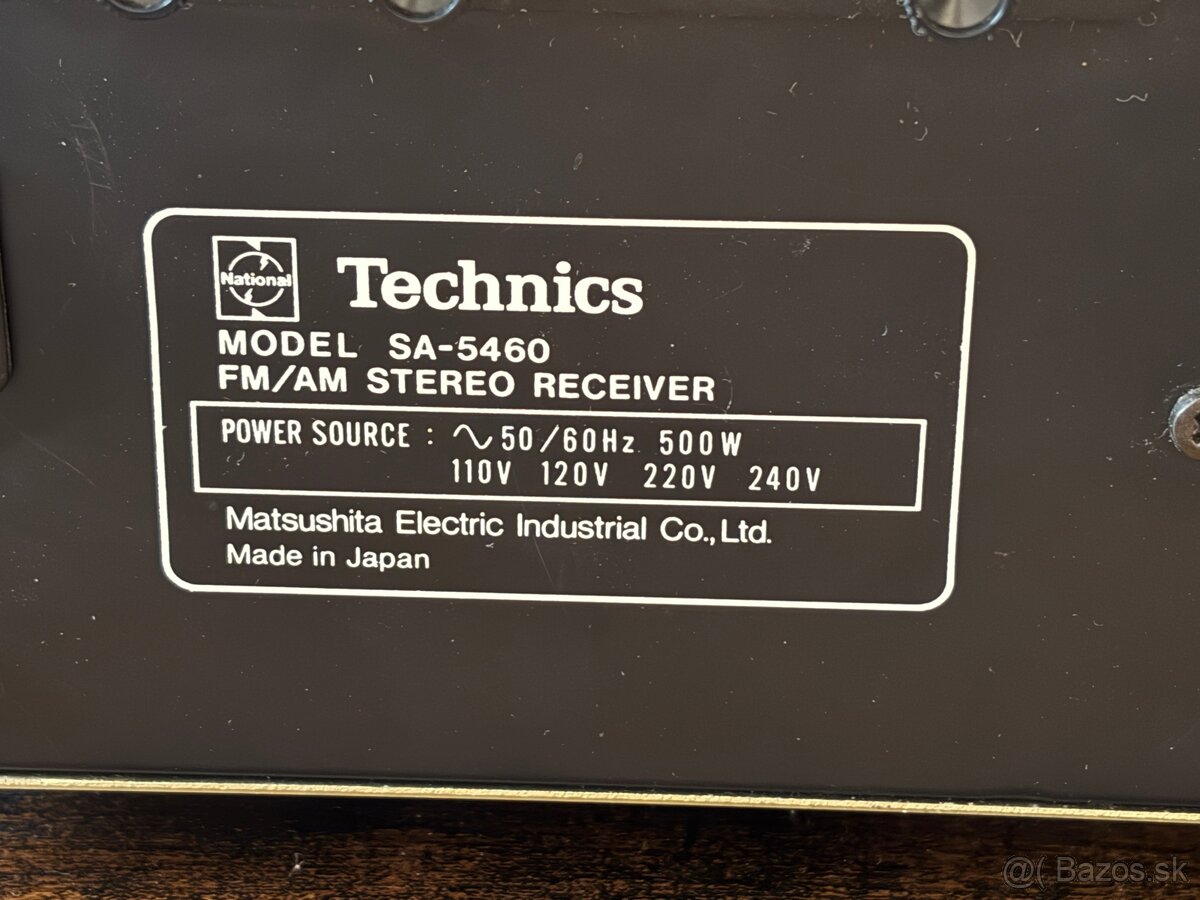 National Technics
MODEL SA-5460
FM/AM STEREO RECEIVER
POWER SOURCE : ∿50/60Hz 500W
110V 120V 220V 240V
Matsushita Electric Industrial Co.,Ltd.
Made in Japan
@( Bazos.sk